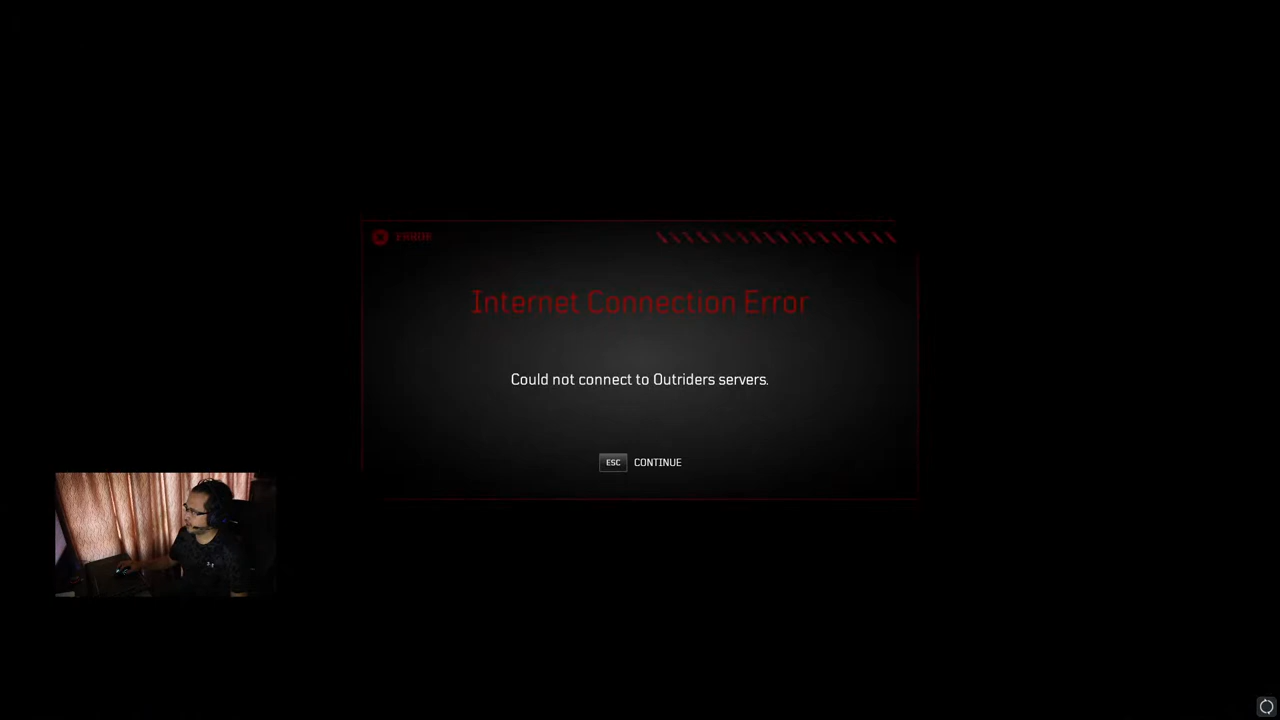 Internet Connection Error
Could not connect to Outriders servers.
ESC CONTINUE